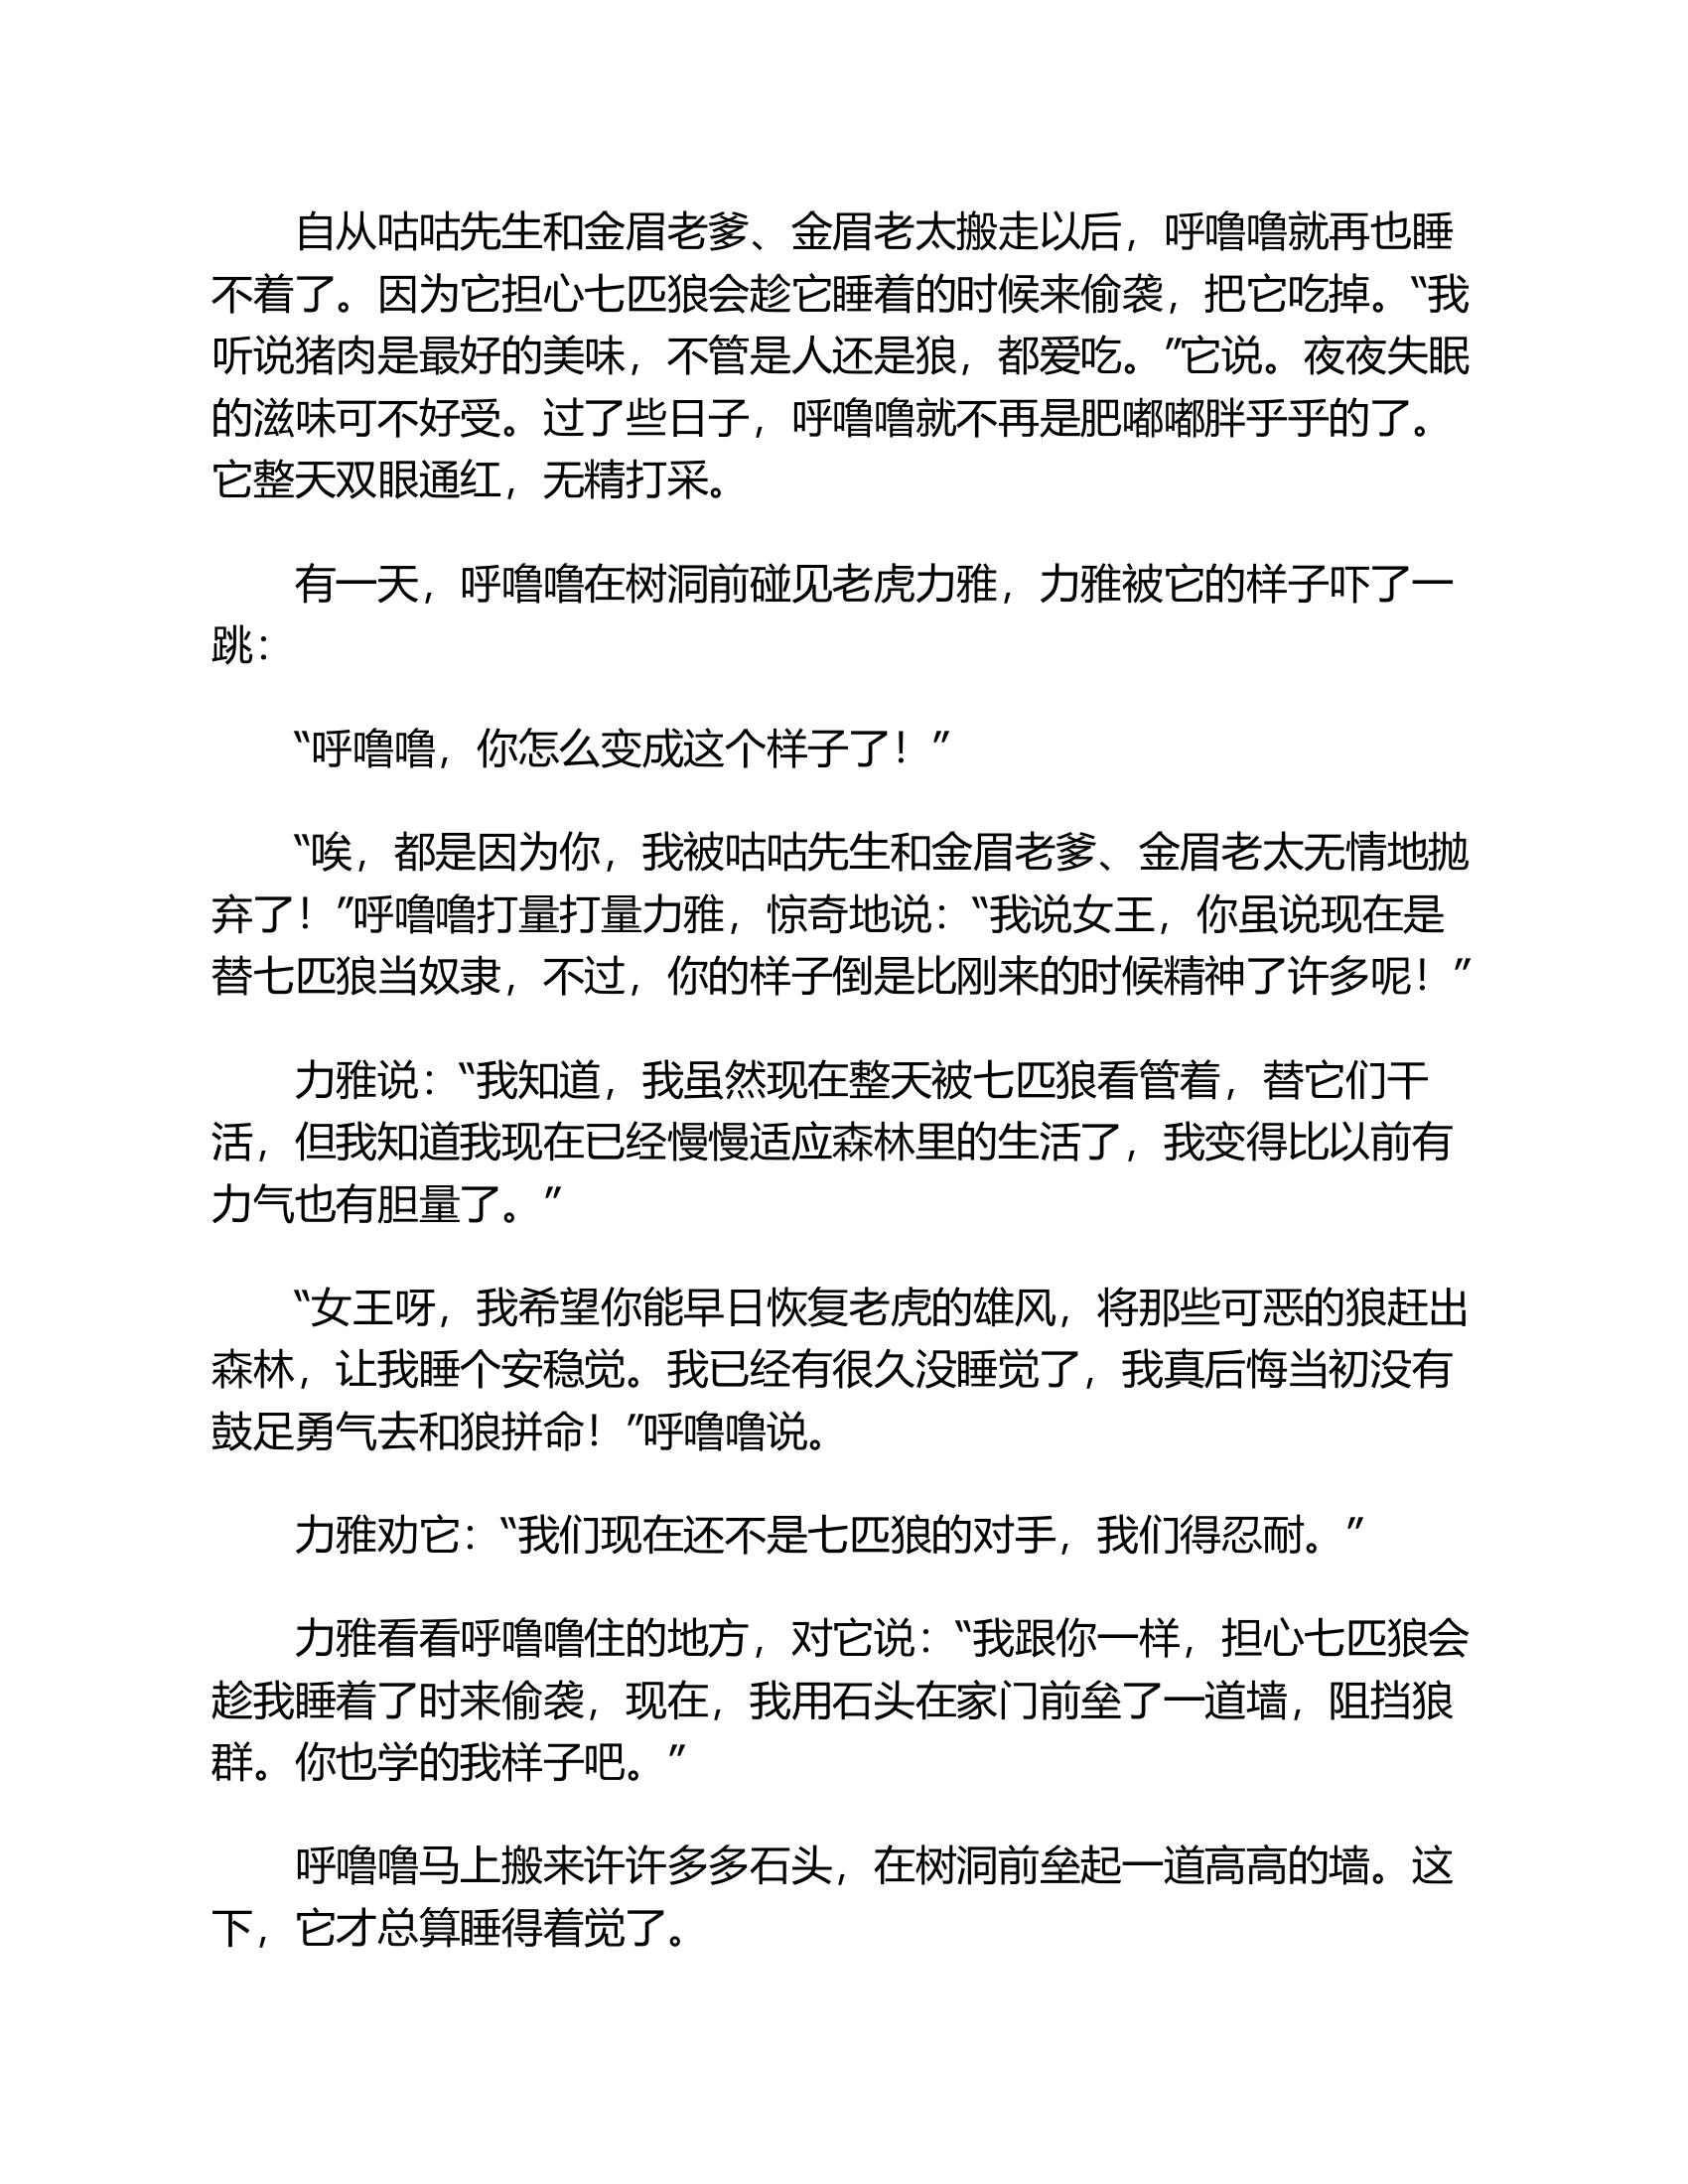 自从咕咕先生和金眉老爹、金眉老太搬走以后，呼噜噜就再也睡
不着了。因为它担心七匹狼会趁它睡着的时候来偷袭，把它吃掉。“我
听说猪肉是最好的美味，不管是人还是狼，都爱吃。”它说。夜夜失眠
的滋味可不好受。过了些日子，呼噜噜就不再是肥嘟嘟胖乎乎的了。
它整天双眼通红，无精打采。
有一天，呼噜噜在树洞前碰见老虎力雅，力雅被它的样子吓了一
跳：
“呼噜噜，你怎么变成这个样子了！”
“唉，都是因为你，我被咕咕先生和金眉老爹、金眉老太无情地抛
弃了！”呼噜噜打量打量力雅，惊奇地说：“我说女王，你虽说现在是
替七匹狼当奴隶，不过，你的样子倒是比刚来的时候精神了许多呢！”
力雅说：“我知道，我虽然现在整天被七匹狼看管着，替它们干
活，但我知道我现在已经慢慢适应森林里的生活了，我变得比以前有
力气也有胆量了。”
“女王呀，我希望你能早日恢复老虎的雄风，将那些可恶的狼赶出
森林，让我睡个安稳觉。我已经有很久没睡觉了，我真后悔当初没有
鼓足勇气去和狼拼命！”呼噜噜说。
力雅劝它：“我们现在还不是七匹狼的对手，我们得忍耐。”
力雅看看呼噜噜住的地方，对它说：“我跟你一样，担心七匹狼会
趁我睡着了时来偷袭，现在，我用石头在家门前垒了一道墙，阻挡狼
群。你也学的我样子吧。”
呼噜噜马上搬来许许多多石头，在树洞前垒起一道高高的墙。这
下，它才总算睡得着觉了。